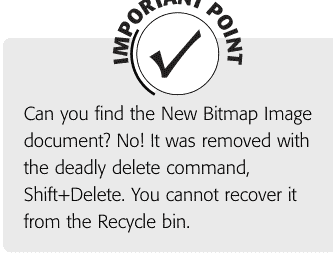 IMPORTANT POINT
Can you find the New Bitmap Image
document? No! It was removed with
the deadly delete command,
Shift+Delete. You cannot recover it
from the Recycle bin.